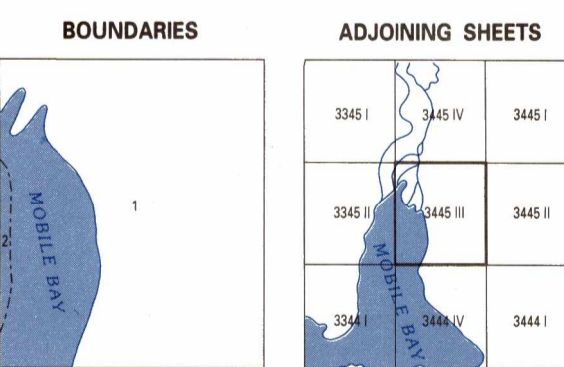 BOUNDARIES
1
2
MOBILE BAY
ADJOINING SHEETS
3345 I
3445 IV
3445 I
3345 II
3445 III
3445 II
MOBILE BAY
3344 I
3444 IV
3444 I